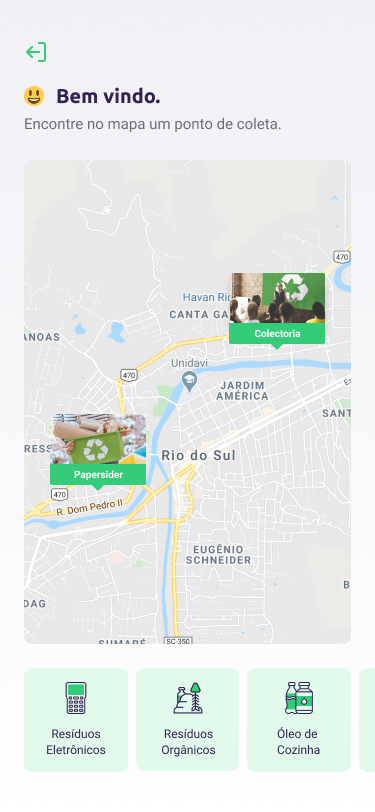 Bem vindo.
Encontre no mapa um ponto de coleta.
470
Havan Rio
CANTA GA
Colectoria
ANOAS
470
Unidavi
JARDIM
AMÉRICA
SANT
RESS
Papersider
Rio do Sul
470
R. Dom Pedro II
EUGÊNIO
SCHNEIDER
B
DAG
SUMARÉ
SC-350
Resíduos
Eletrônicos
Resíduos
Orgânicos
Óleo de
Cozinha